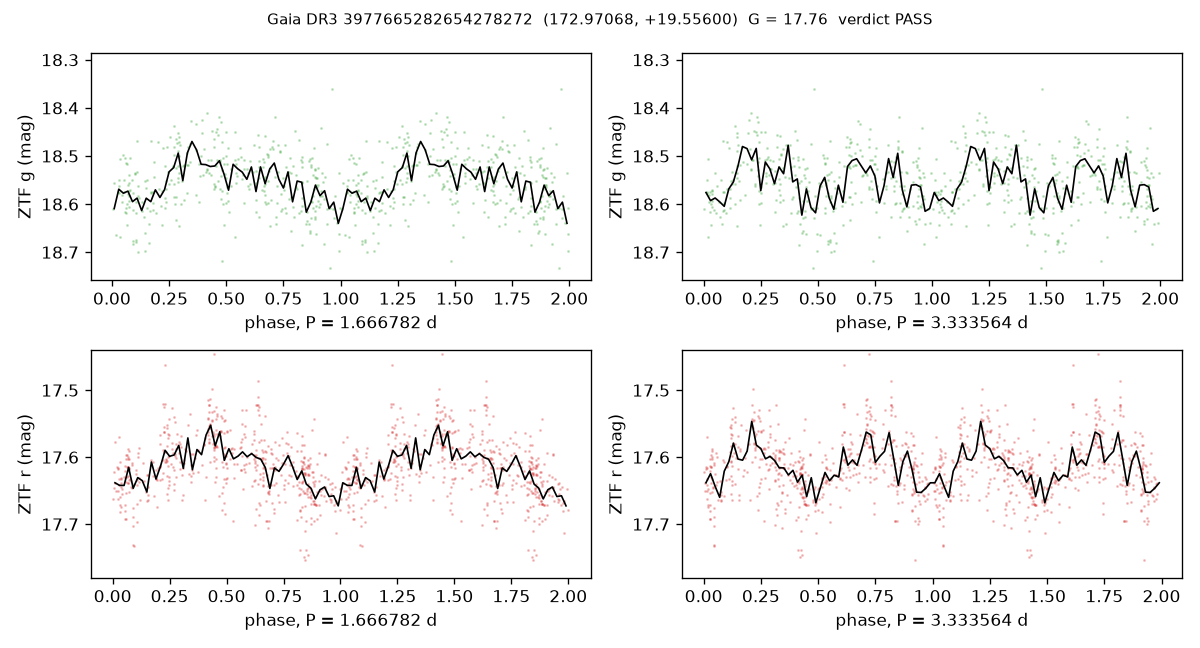 Gaia DR3 3977665282654278272 (172.97068, +19.55600) G = 17.76 verdict PASS
ZTF g (mag)
18.3
18.4
18.5
18.6
18.7
0.00 0.25 0.50 0.75 1.00 1.25 1.50 1.75 2.00
phase, P = 1.666782 d
ZTF g (mag)
18.3
18.4
18.5
18.6
18.7
0.00 0.25 0.50 0.75 1.00 1.25 1.50 1.75 2.00
phase, P = 3.333564 d
ZTF r (mag)
17.5
17.6
17.7
0.00 0.25 0.50 0.75 1.00 1.25 1.50 1.75 2.00
phase, P = 1.666782 d
ZTF r (mag)
17.5
17.6
17.7
0.00 0.25 0.50 0.75 1.00 1.25 1.50 1.75 2.00
phase, P = 3.333564 d